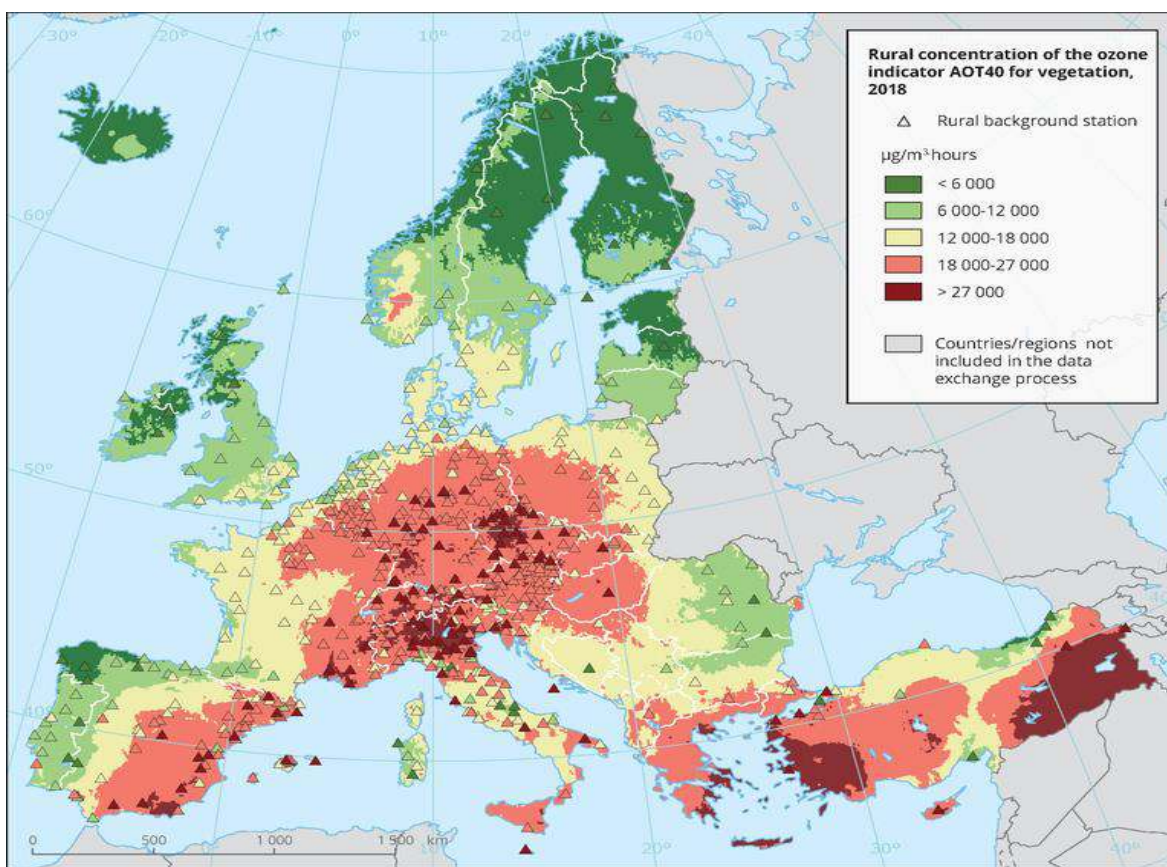 -30°
-20°
-10°
0°
10°
20°
30°
40°
50°
60°
Rural concentration of the ozone
indicator AOT40 for vegetation,
2018
Rural background station
µg/m³·hours
< 6 000
6 000-12 000
12 000-18 000
18 000-27 000
> 27 000
Countries/regions not
included in the data
exchange process
60°
50°
40°
0
500
1 000
1 500
km
20°
30°
40°